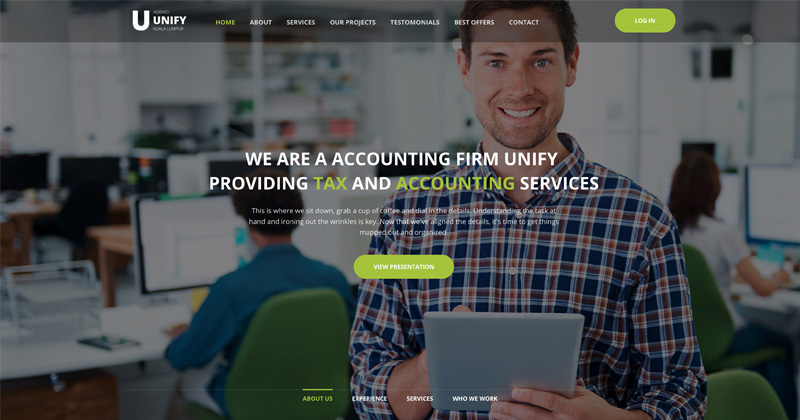 AGENCY
UNIFY
KUALA LUMPUR
HOME ABOUT SERVICES OUR PROJECTS TESTOMONIALS BEST OFFERS CONTACT
LOG IN
WE ARE A ACCOUNTING FIRM UNIFY
PROVIDING TAX AND ACCOUNTING SERVICES
This is where we sit down, grab a cup of coffee and dial in the details. Understanding the task at
hand and ironing out the wrinkles is key. Now that we've aligned the details, it's time to get things
mapped out and organized.
VIEW PRESENTATION
ABOUT US EXPERIENCE SERVICES WHO WE WORK